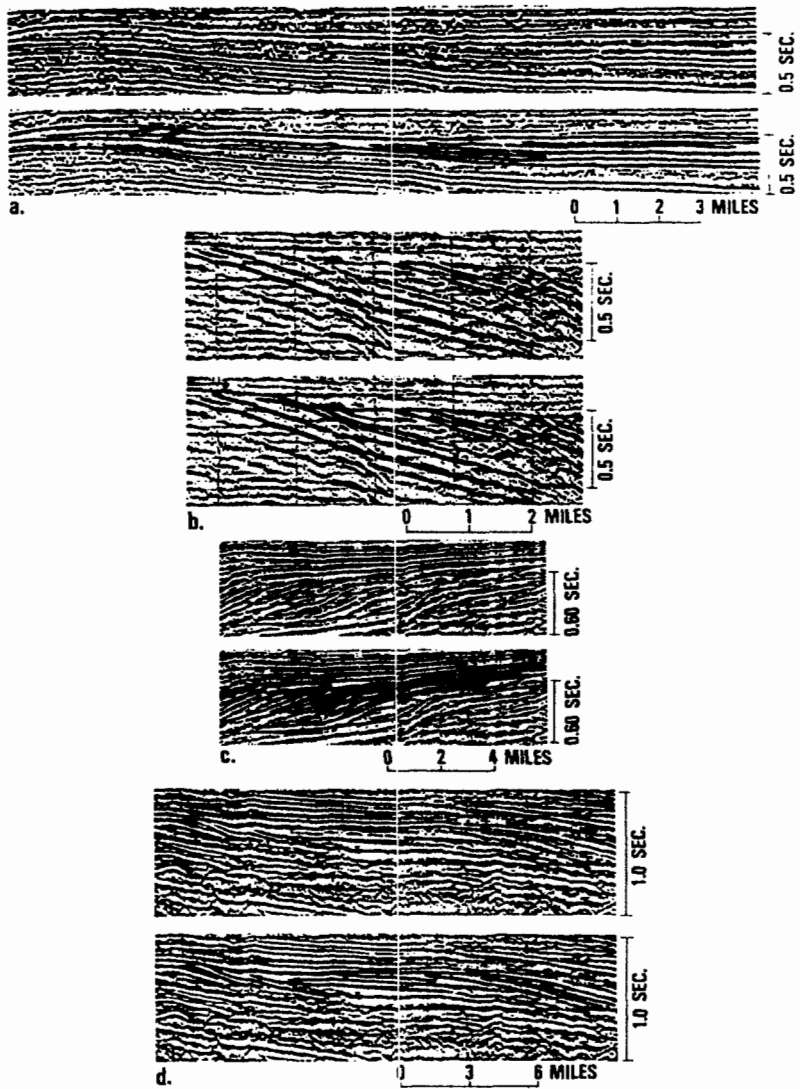 0.5 SEC.
0.5 SEC.
a.
0 1 2 3 MILES
0.5 SEC.
0.5 SEC.
b.
0 1 2 MILES
0.60 SEC.
0.60 SEC.
c.
0 2 4 MILES
1.0 SEC.
1.0 SEC.
d.
0 3 6 MILES